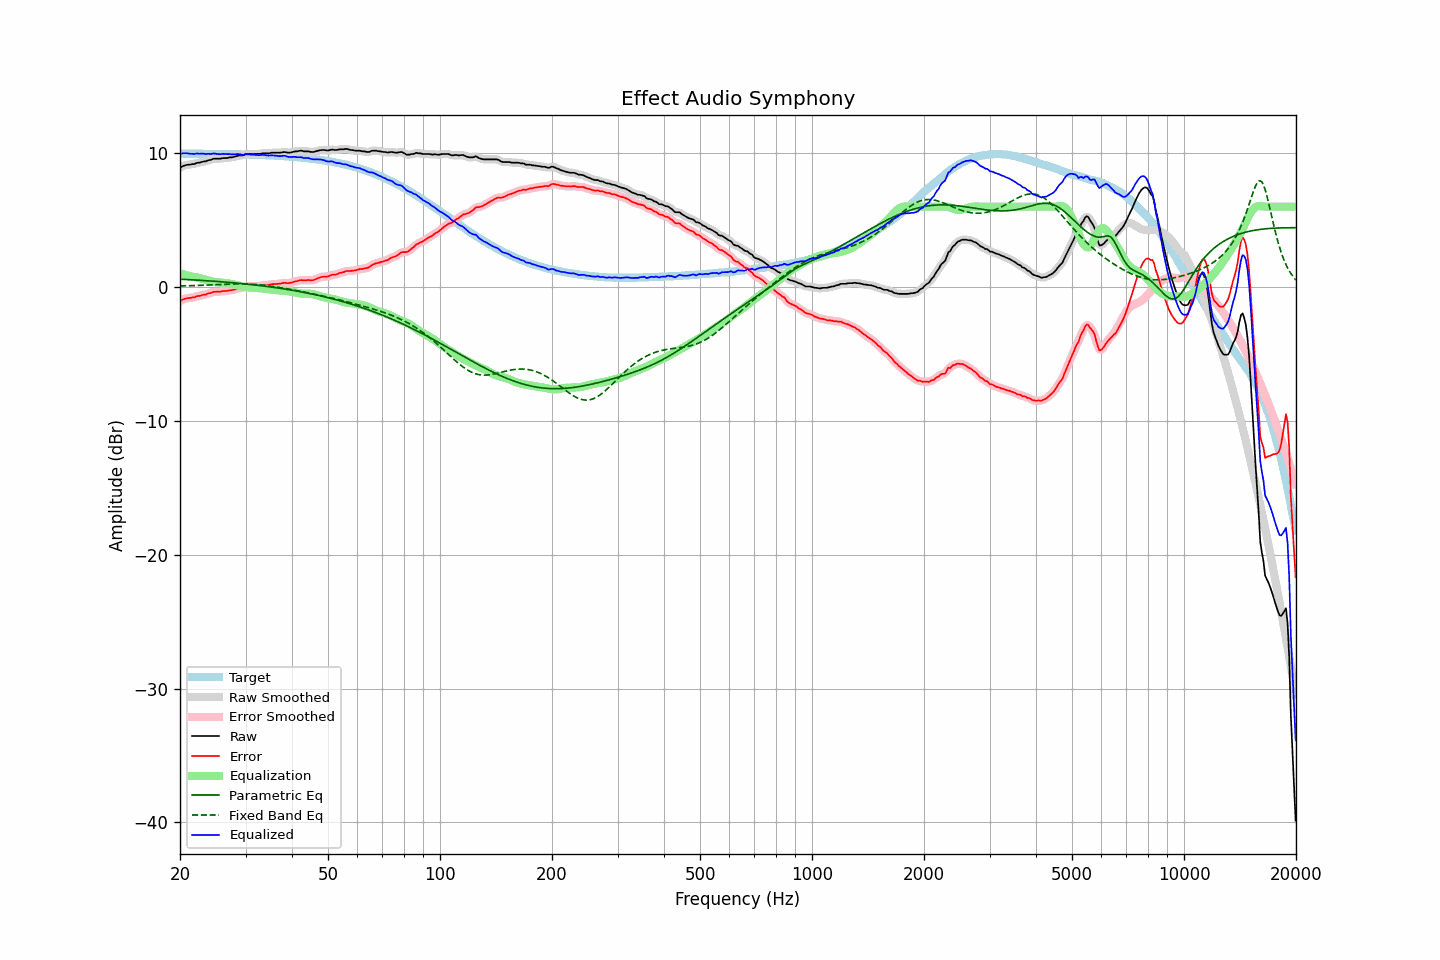 Effect Audio Symphony
10
0
−10
−20
−30
−40
Amplitude (dBr)
Target
Raw Smoothed
Error Smoothed
Raw
Error
Equalization
Parametric Eq
Fixed Band Eq
Equalized
20 50 100 200 500 1000 2000 5000 10000 20000
Frequency (Hz)